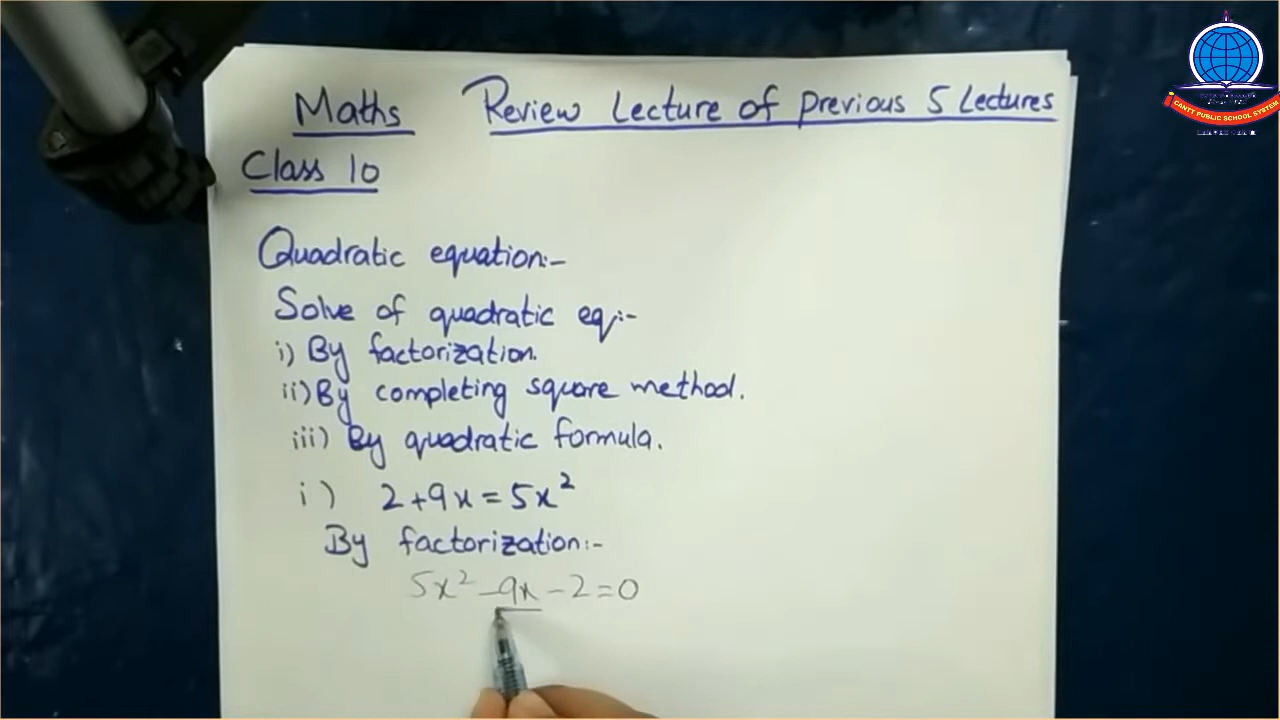 Maths Review Lecture of previous 5 Lectures
Class 10
Quadratic equation:-
Solve of quadratic eq:-
i) By factorization.
ii) By completing square method.
iii) By quadratic formula.
i) 2+9x=5x²
By factorization:-
5x²-9x-2=0
CANTT PUBLIC SCHOOL SYSTEM